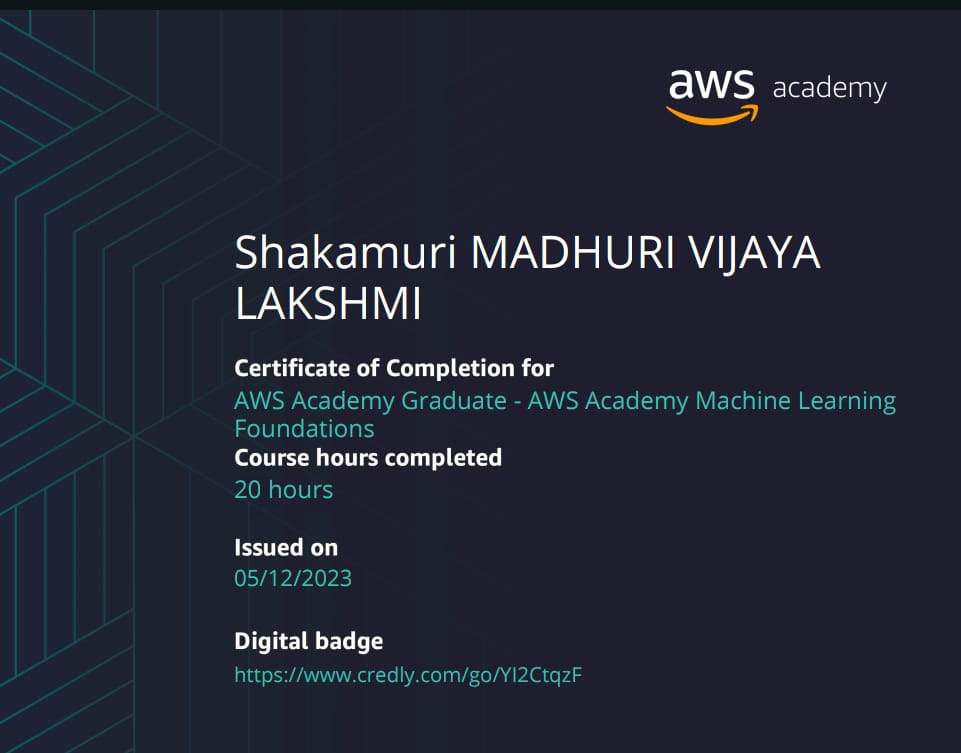 aws academy
Shakamuri MADHURI VIJAYA
LAKSHMI
Certificate of Completion for
AWS Academy Graduate - AWS Academy Machine Learning
Foundations
Course hours completed
20 hours
Issued on
05/12/2023
Digital badge
https://www.credly.com/go/YI2CtqzF